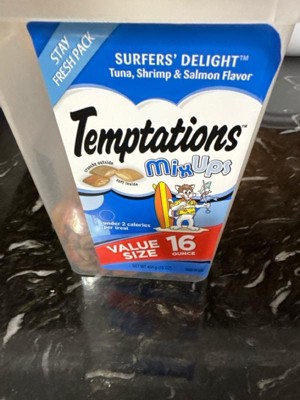 STAY
FRESH PACK
SURFERS' DELIGHT™
Tuna, Shrimp & Salmon Flavor
Temptations™
MixUps
crunchy outside
soft inside
under 2 calories
per treat
VALUE
SIZE
16
OUNCE